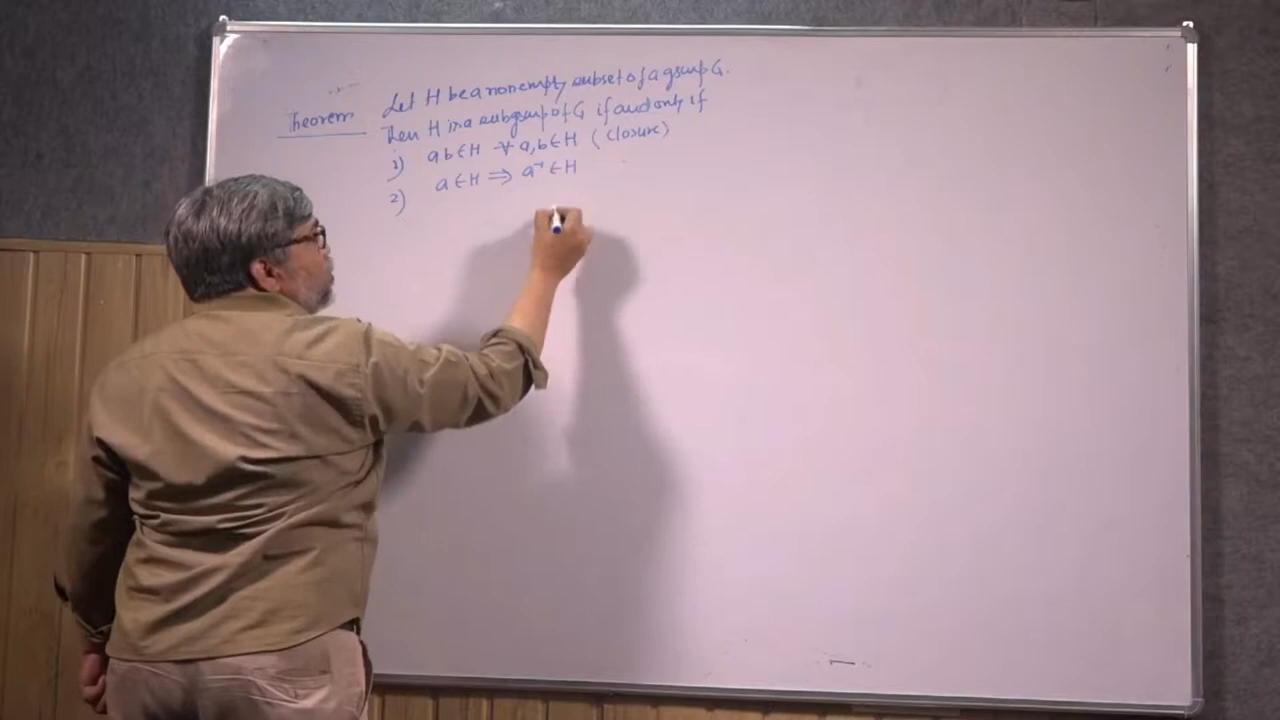 Theorem Let H be a nonempty subset of a group G.
Then H is a subgroup of G if and only if
1) ab ∈ H ∀ a, b ∈ H (closure)
2) a ∈ H ⟹ a⁻¹ ∈ H